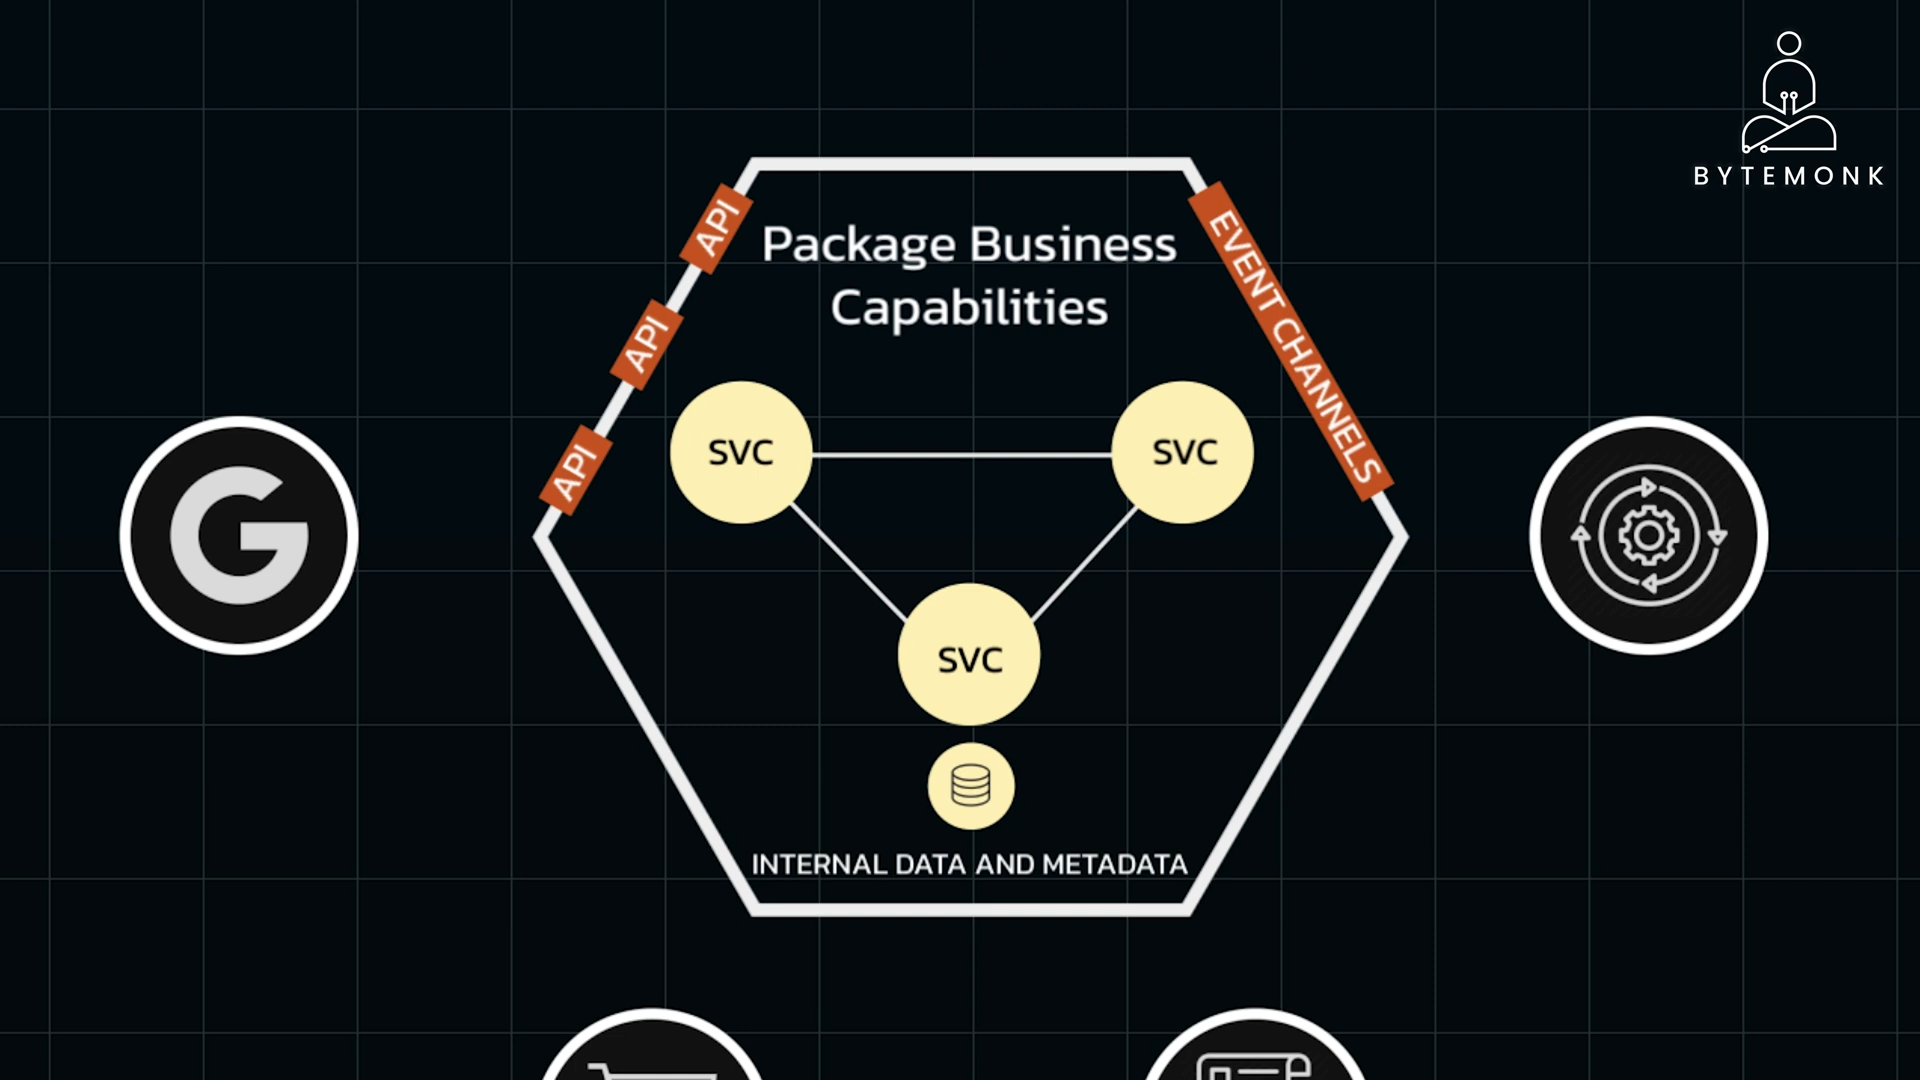 BYTEMONK
Package Business
Capabilities
API
API
API
EVENT CHANNELS
SVC
SVC
SVC
INTERNAL DATA AND METADATA
G